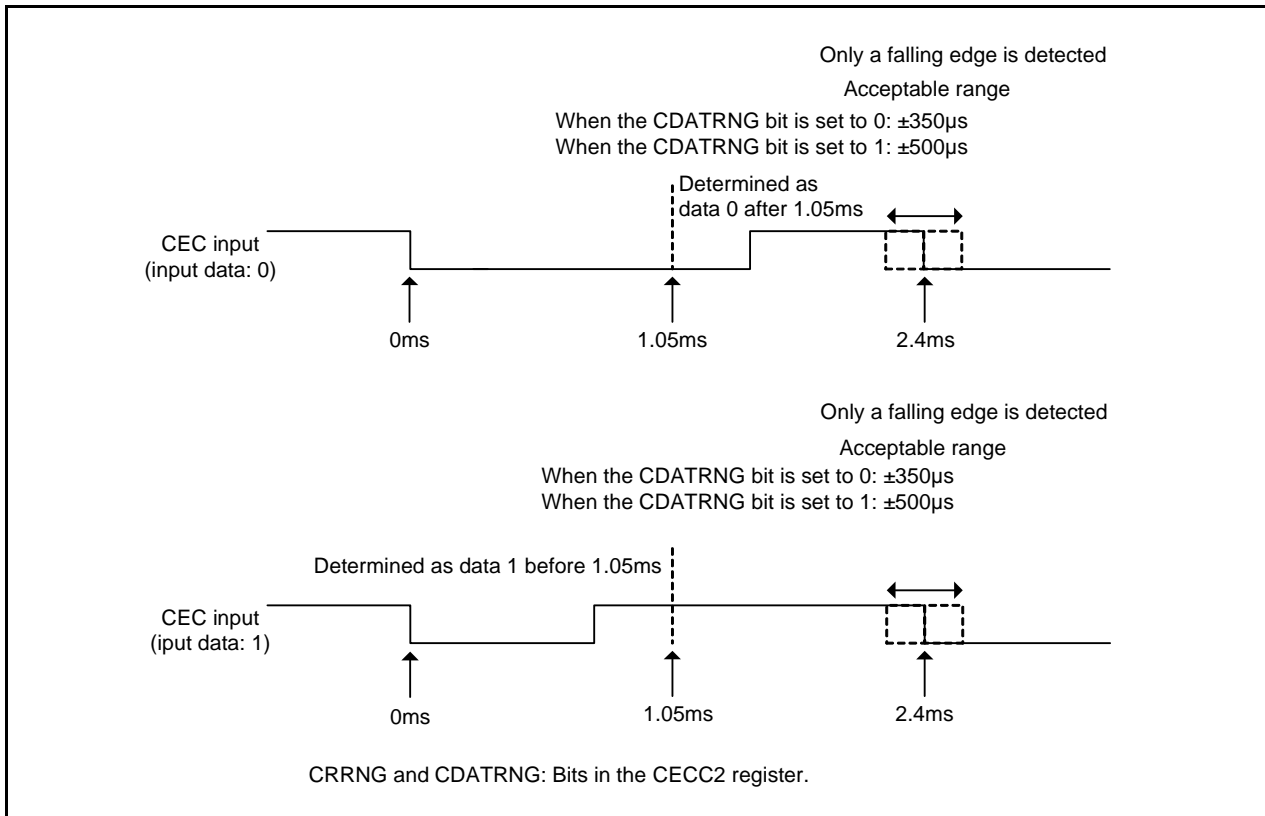 Only a falling edge is detected
Acceptable range
When the CDATRNG bit is set to 0: ±350µs
When the CDATRNG bit is set to 1: ±500µs
Determined as
data 0 after 1.05ms
CEC input
(input data: 0)
0ms
1.05ms
2.4ms
Only a falling edge is detected
Acceptable range
When the CDATRNG bit is set to 0: ±350µs
When the CDATRNG bit is set to 1: ±500µs
Determined as data 1 before 1.05ms
CEC input
(iput data: 1)
0ms
1.05ms
2.4ms
CRRNG and CDATRNG: Bits in the CECC2 register.